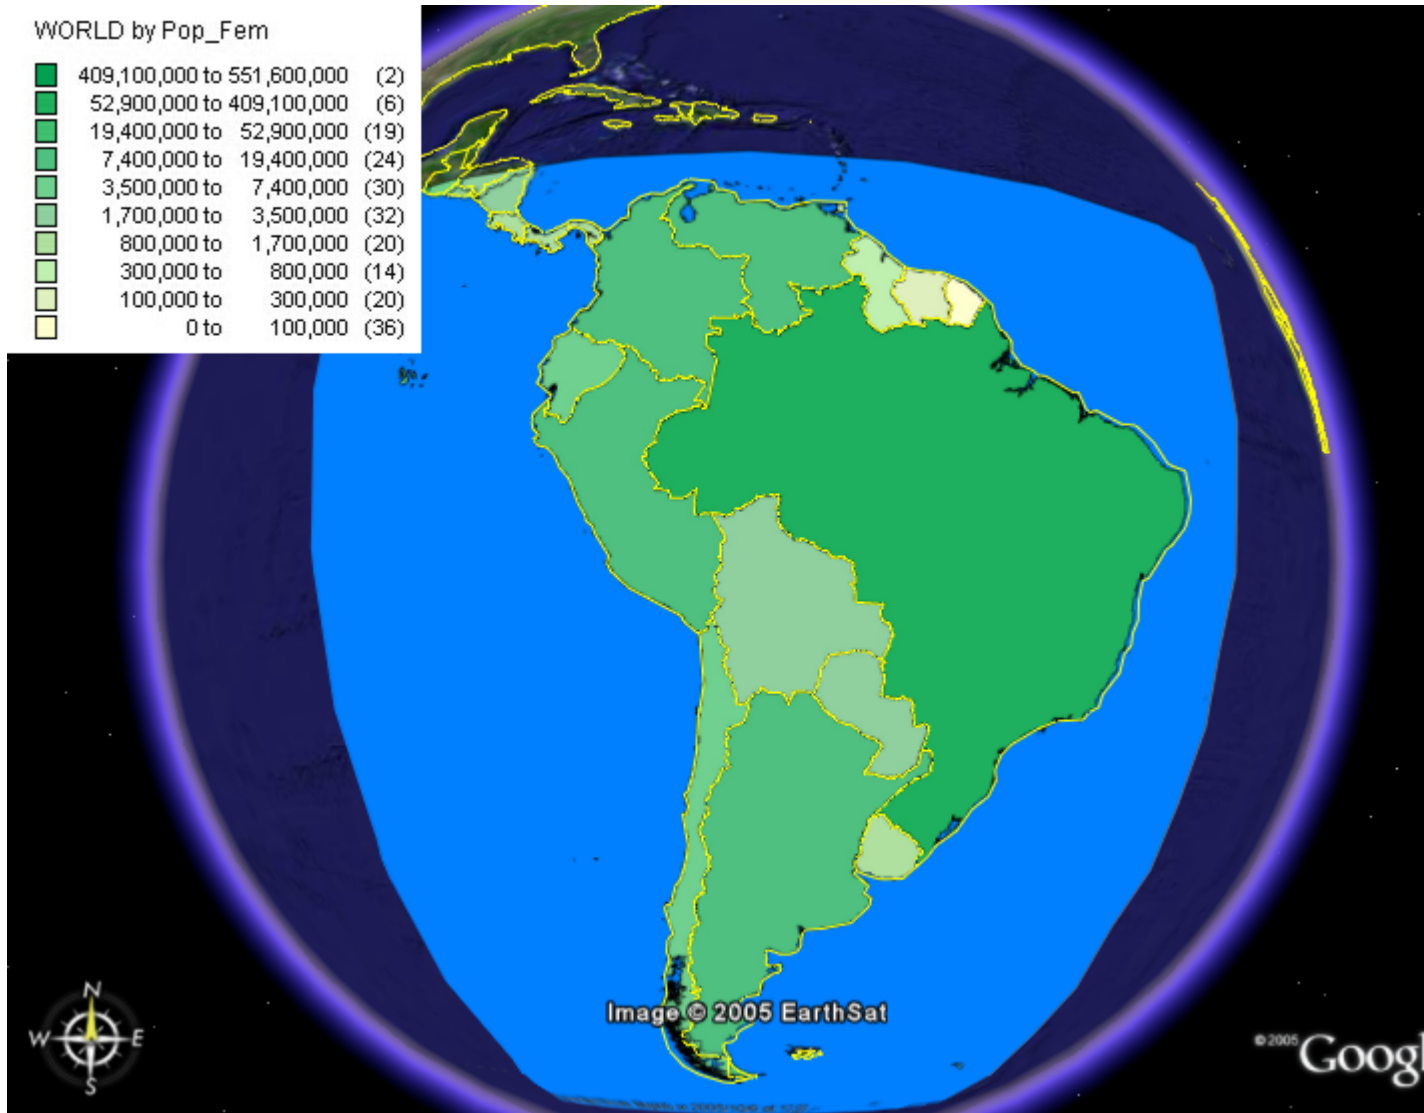 WORLD by Pop_Fem
409,100,000 to 551,600,000 (2)
52,900,000 to 409,100,000 (6)
19,400,000 to 52,900,000 (19)
7,400,000 to 19,400,000 (24)
3,500,000 to 7,400,000 (30)
1,700,000 to 3,500,000 (32)
800,000 to 1,700,000 (20)
300,000 to 800,000 (14)
100,000 to 300,000 (20)
0 to 100,000 (36)
N
W E
S
Image © 2005 EarthSat
©2005 Googl